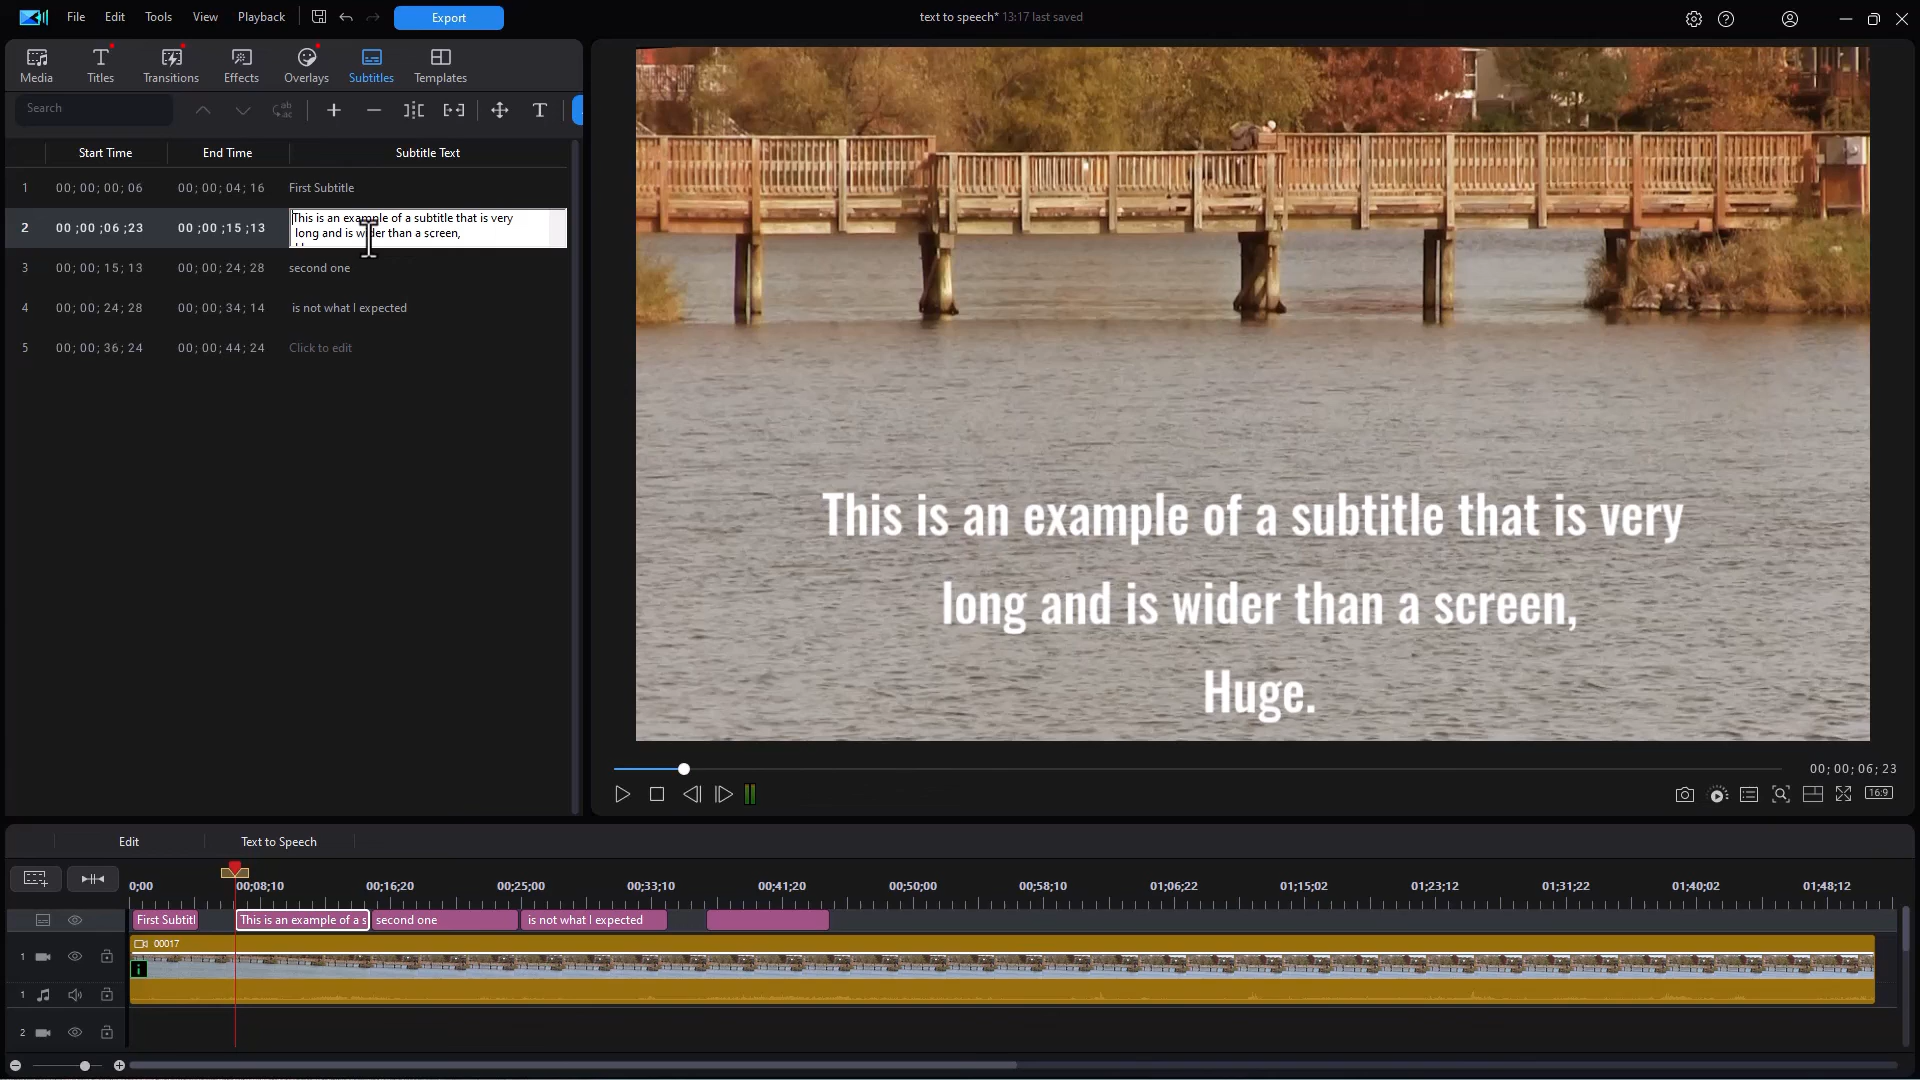 File Edit Tools View Playback Export text to speech* 13:17 last saved
Media Titles Transitions Effects Overlays Subtitles Templates
Search
Start Time End Time Subtitle Text
1 00;00;00;06 00;00;04;16 First Subtitle
2 00;00;06;23 00;00;15;13 This is an example of a subtitle that is very
long and is wider than a screen,
3 00;00;15;13 00;00;24;28 second one
4 00;00;24;28 00;00;34;14 is not what I expected
5 00;00;36;24 00;00;44;24 Click to edit
This is an example of a subtitle that is very
long and is wider than a screen,
Huge.
00;00;06;23
16:9
Edit Text to Speech
0;00 00;08;10 00;16;20 00;25;00 00;33;10 00;41;20 00;50;00 00;58;10 01;06;22 01;15;02 01;23;12 01;31;22 01;40;02 01;48;12
First Subtitl This is an example of a s second one is not what I expected
1 00017
1
2